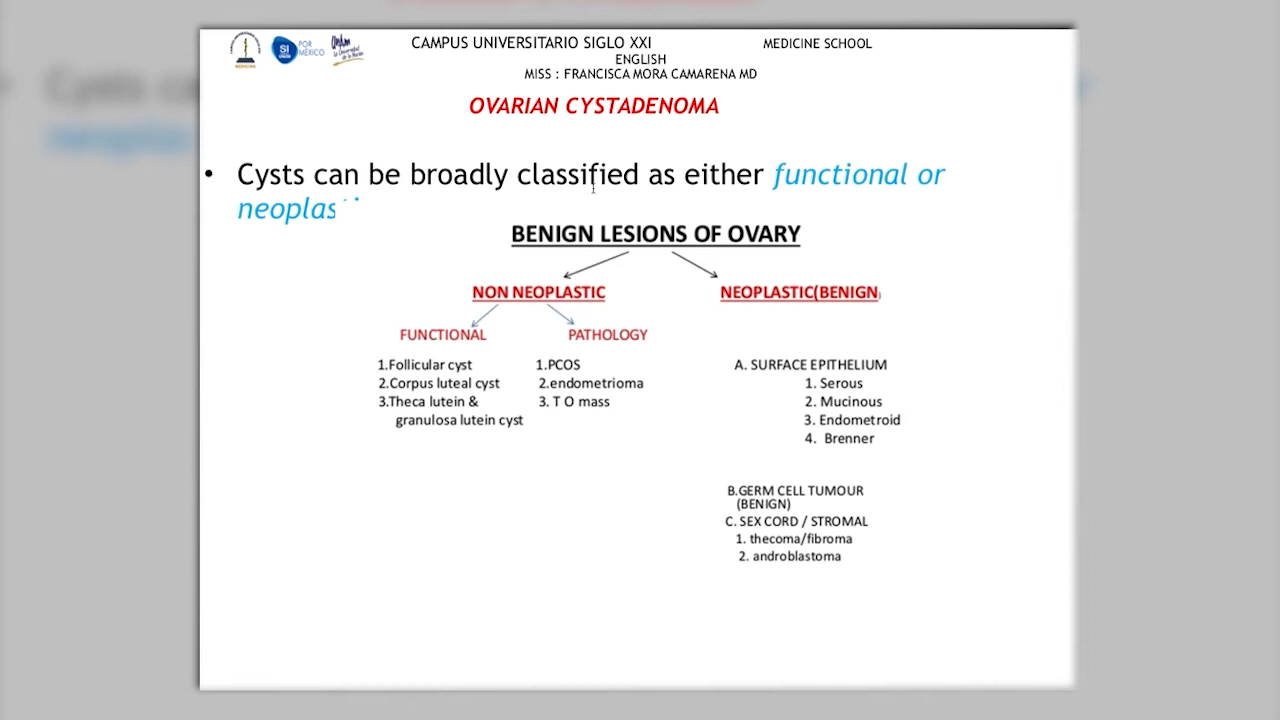 CAMPUS UNIVERSITARIO SIGLO XXI MEDICINE SCHOOL
ENGLISH
MISS : FRANCISCA MORA CAMARENA MD
SI
POR MÉXICO
OVARIAN CYSTADENOMA
• Cysts can be broadly classified as either functional or
neoplas
BENIGN LESIONS OF OVARY
NON NEOPLASTIC NEOPLASTIC(BENIGN)
FUNCTIONAL PATHOLOGY
1.Follicular cyst 1.PCOS A. SURFACE EPITHELIUM
2.Corpus luteal cyst 2.endometrioma 1. Serous
3.Theca lutein & 3. T O mass 2. Mucinous
granulosa lutein cyst 3. Endometroid
4. Brenner
B.GERM CELL TUMOUR
(BENIGN)
C. SEX CORD / STROMAL
1. thecoma/fibroma
2. androblastoma